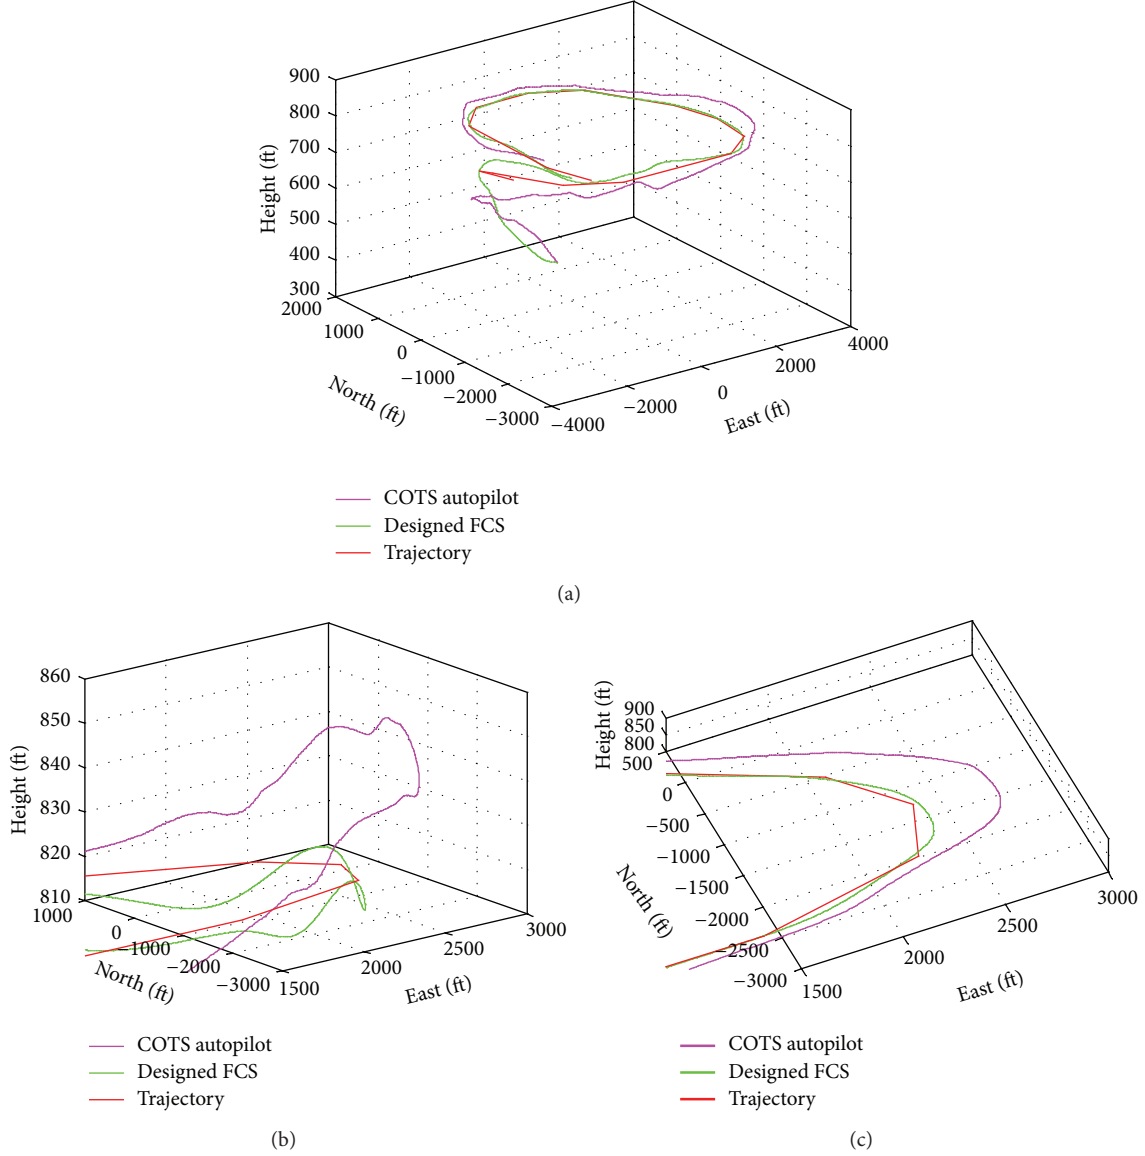 900
800
700
600
500
400
300
Height (ft)
2000
1000
0
−1000
−2000
−3000
North (ft)
−4000
−2000
0
2000
4000
East (ft)
COTS autopilot
Designed FCS
Trajectory
(a)
860
850
840
830
820
810
Height (ft)
1000
0
−1000
−2000
−3000
North (ft)
1500
2000
2500
3000
East (ft)
COTS autopilot
Designed FCS
Trajectory
(b)
900
850
800
Height (ft)
500
0
−500
−1000
−1500
−2000
−2500
−3000
North (ft)
1500
2000
2500
3000
East (ft)
COTS autopilot
Designed FCS
Trajectory
(c)